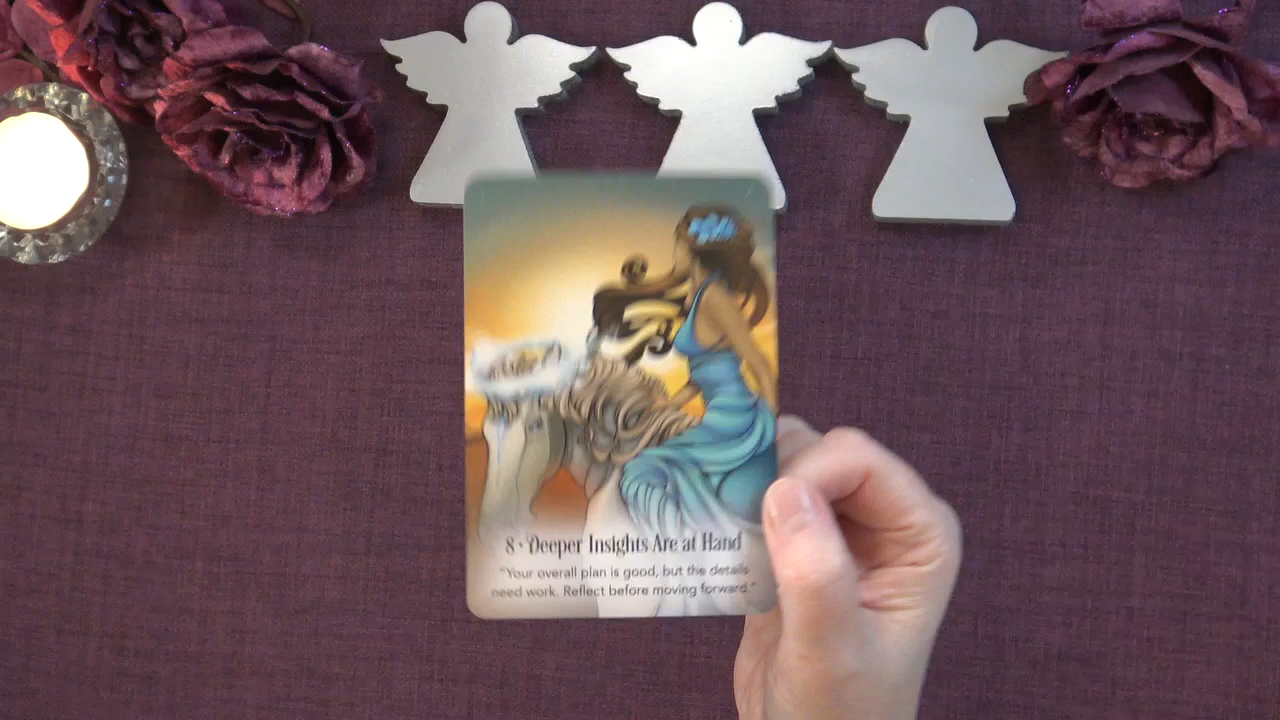 8 • Deeper Insights Are at Hand
"Your overall plan is good, but the details
need work. Reflect before moving forward."